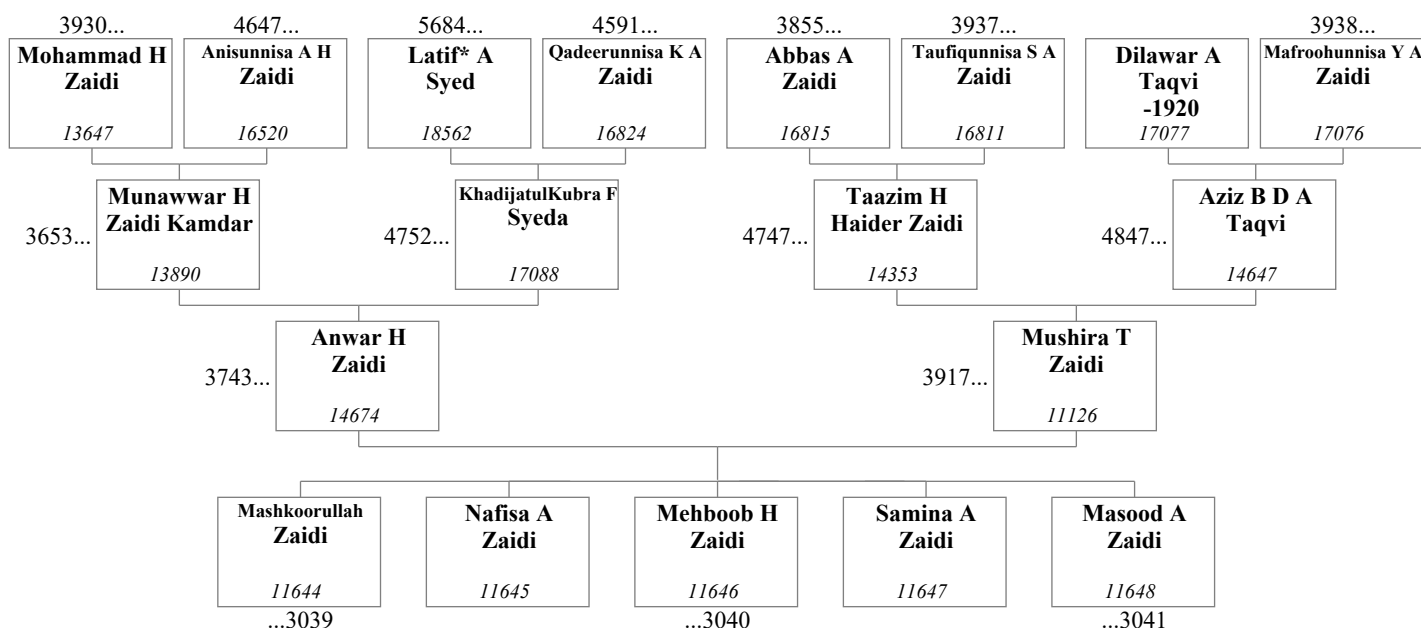 3930...
4647...
5684...
4591...
3855...
3937...
3938...
Mohammad H
Zaidi
13647
Anisunnisa A H
Zaidi
16520
Latif* A
Syed
18562
Qadeerunnisa K A
Zaidi
16824
Abbas A
Zaidi
16815
Taufiqunnisa S A
Zaidi
16811
Dilawar A
Taqvi
-1920
17077
Mafroohunnisa Y A
Zaidi
17076
3653...
Munawwar H
Zaidi Kamdar
13890
4752...
KhadijatulKubra F
Syeda
17088
4747...
Taazim H
Haider Zaidi
14353
4847...
Aziz B D A
Taqvi
14647
3743...
Anwar H
Zaidi
14674
3917...
Mushira T
Zaidi
11126
Mashkoorullah
Zaidi
11644
...3039
Nafisa A
Zaidi
11645
Mehboob H
Zaidi
11646
...3040
Samina A
Zaidi
11647
Masood A
Zaidi
11648
...3041